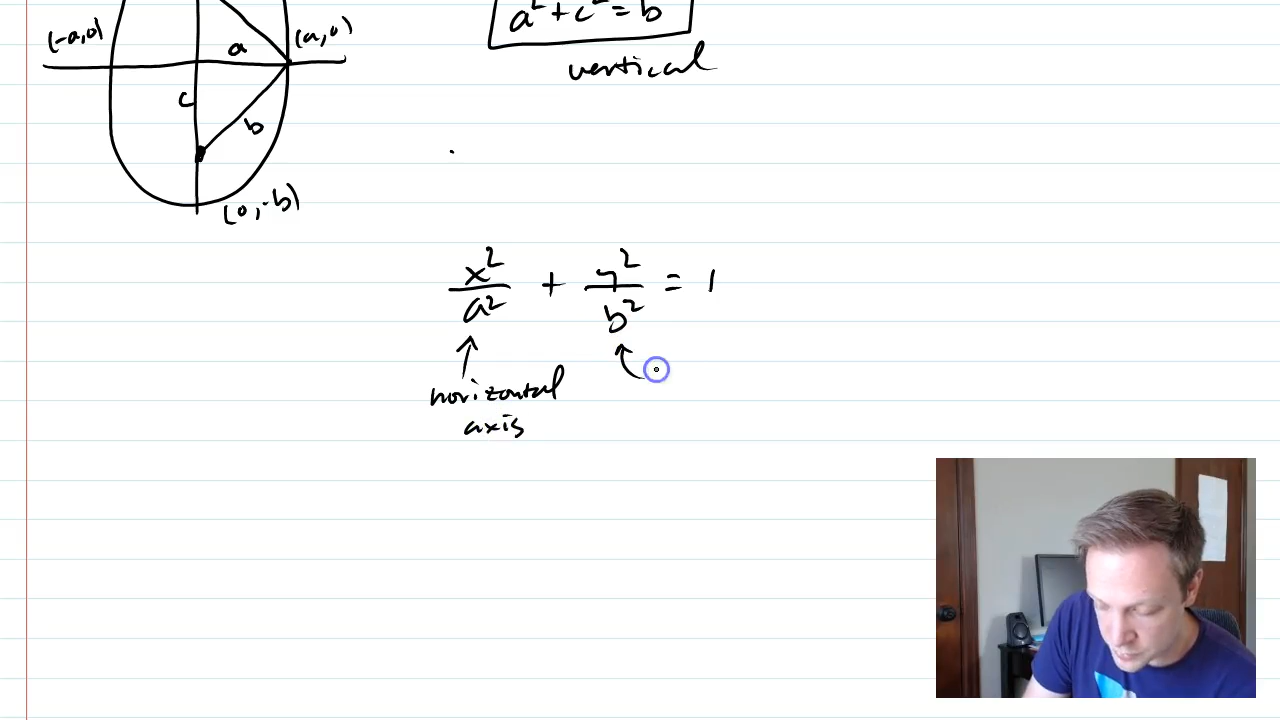 a² + c² = b
vertical
(-a,0)
(a,0)
a
c
b
(0,-b)
x²/a² + y²/b² = 1
horizontal
axis